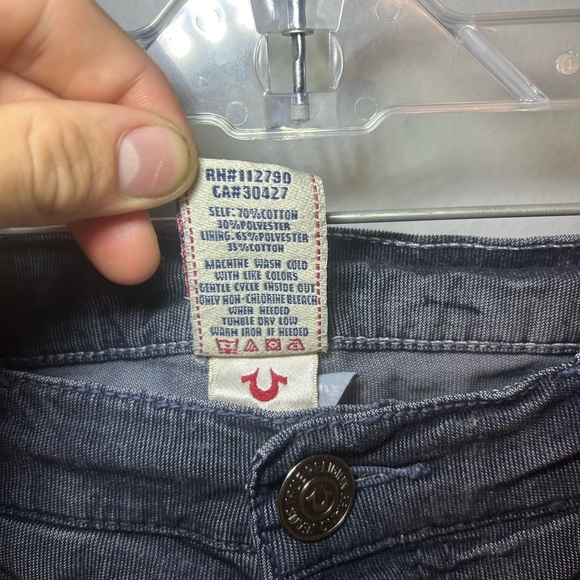 RN#112790
CA#30427
SELF: 70%COTTON
30%POLYESTER
LINING: 65%POLYESTER
35%COTTON
MACHINE WASH COLD
WITH LIKE COLORS
GENTLE CYCLE INSIDE OUT
ONLY NON-CHLORINE BLEACH
WHEN NEEDED
TUMBLE DRY LOW
WARM IRON IF NEEDED